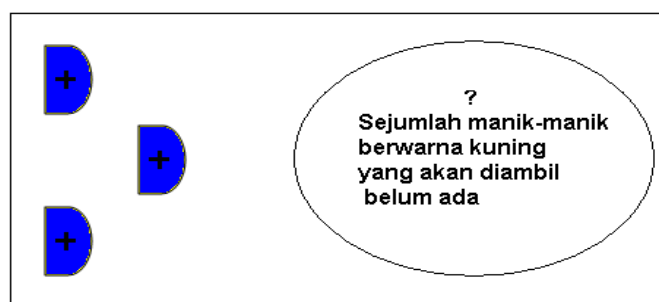 +
?
Sejumlah manik-manik
+
berwarna kuning
yang akan diambil
belum ada
+